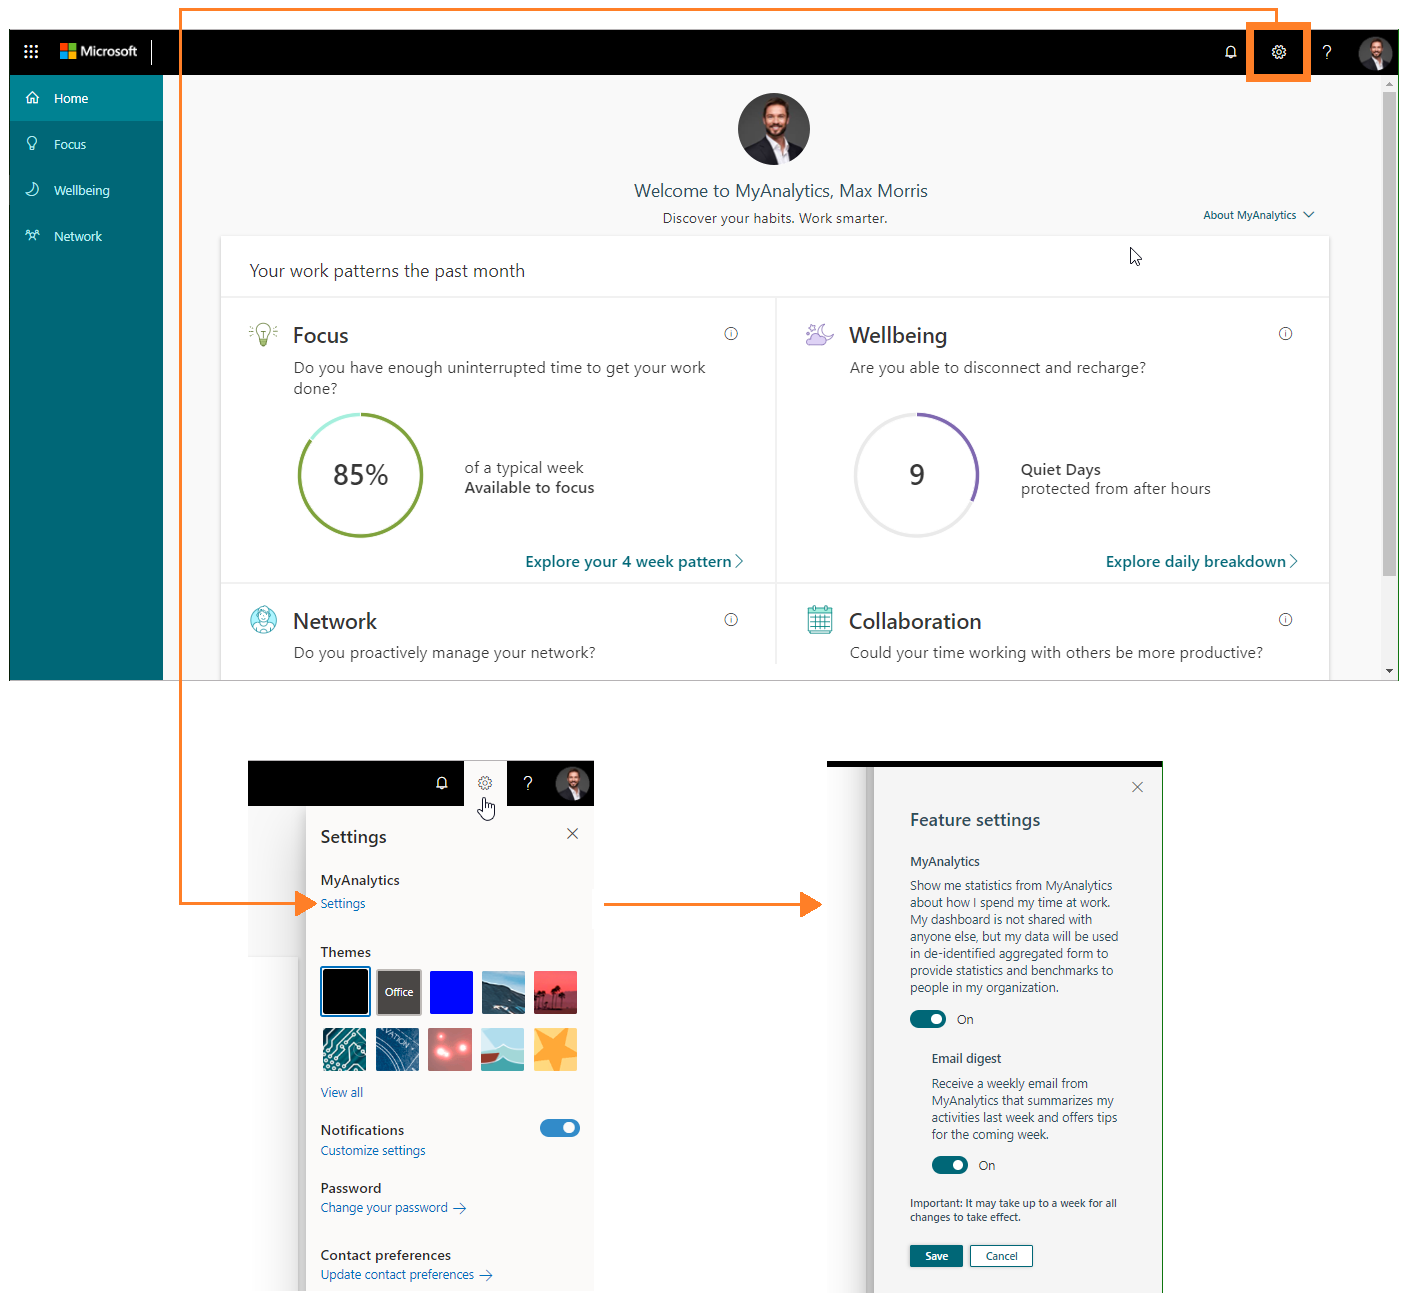 Microsoft
?
Home
Focus
Wellbeing
Network
Welcome to MyAnalytics, Max Morris
Discover your habits. Work smarter.
About MyAnalytics
Your work patterns the past month
Focus
Do you have enough uninterrupted time to get your work
done?
85%
of a typical week
Available to focus
Explore your 4 week pattern
Wellbeing
Are you able to disconnect and recharge?
9
Quiet Days
protected from after hours
Explore daily breakdown
Network
Do you proactively manage your network?
Collaboration
Could your time working with others be more productive?
?
Settings
MyAnalytics
Settings
Themes
Office
View all
Notifications
Customize settings
Password
Change your password
Contact preferences
Update contact preferences
Feature settings
MyAnalytics
Show me statistics from MyAnalytics
about how I spend my time at work.
My dashboard is not shared with
anyone else, but my data will be used
in de-identified aggregated form to
provide statistics and benchmarks to
people in my organization.
On
Email digest
Receive a weekly email from
MyAnalytics that summarizes my
activities last week and offers tips
for the coming week.
On
Important: It may take up to a week for all
changes to take effect.
Save
Cancel